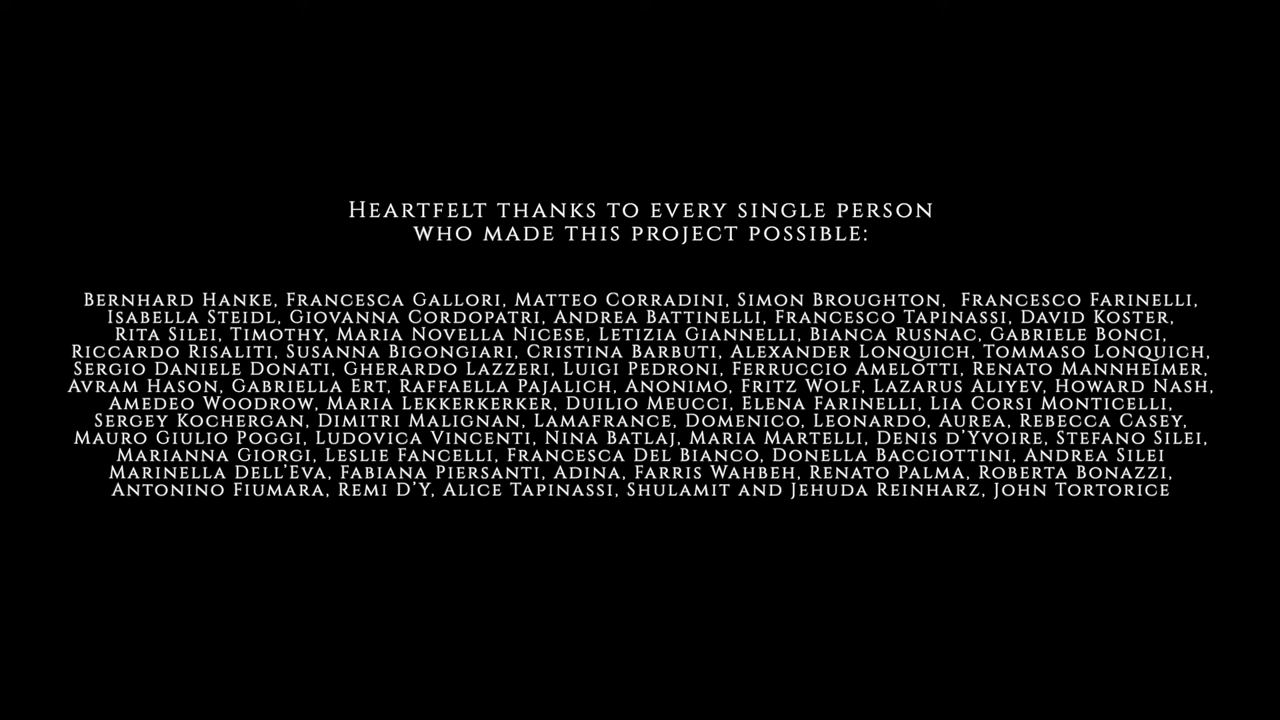 Heartfelt thanks to every single person
who made this project possible:
Bernhard Hanke, Francesca Gallori, Matteo Corradini, Simon Broughton, Francesco Farinelli,
Isabella Steidl, Giovanna Cordopatri, Andrea Battinelli, Francesco Tapinassi, David Koster,
Rita Silei, Timothy, Maria Novella Nicese, Letizia Giannelli, Bianca Rusnac, Gabriele Bonci,
Riccardo Risaliti, Susanna Bigongiari, Cristina Barbuti, Alexander Lonquich, Tommaso Lonquich,
Sergio Daniele Donati, Gherardo Lazzeri, Luigi Pedroni, Ferruccio Amelotti, Renato Mannheimer,
Avram Hason, Gabriella Ert, Raffaella Pajalich, Anonimo, Fritz Wolf, Lazarus Aliyev, Howard Nash,
Amedeo Woodrow, Maria Lekkerkerker, Duilio Meucci, Elena Farinelli, Lia Corsi Monticelli,
Sergey Kochergan, Dimitri Malignan, Lamafrance, Domenico, Leonardo, Aurea, Rebecca Casey,
Mauro Giulio Poggi, Ludovica Vincenti, Nina Batlaj, Maria Martelli, Denis d'Yvoire, Stefano Silei,
Marianna Giorgi, Leslie Fancelli, Francesca Del Bianco, Donella Bacciottini, Andrea Silei
Marinella Dell'Eva, Fabiana Piersanti, Adina, Farris Wahbeh, Renato Palma, Roberta Bonazzi,
Antonino Fiumara, Remi D'Y, Alice Tapinassi, Shulamit and Jehuda Reinharz, John Tortorice